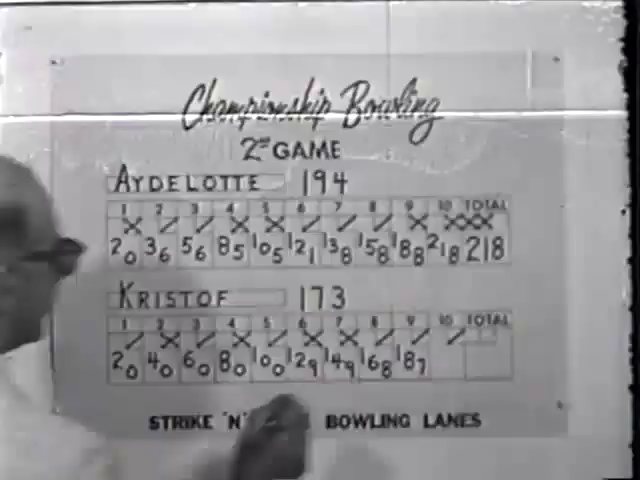 Championship Bowling
2ND GAME
AYDELOTTE 194
1 2 3 4 5 6 7 8 9 10 TOTAL
X / / X X / / / X XXX
20 36 56 85 105 121 138 158 188 218 218
KRISTOF 173
1 2 3 4 5 6 7 8 9 10 TOTAL
/ X / X / X X / / /
20 40 60 80 100 129 149 168 187
STRIKE 'N' BOWLING LANES